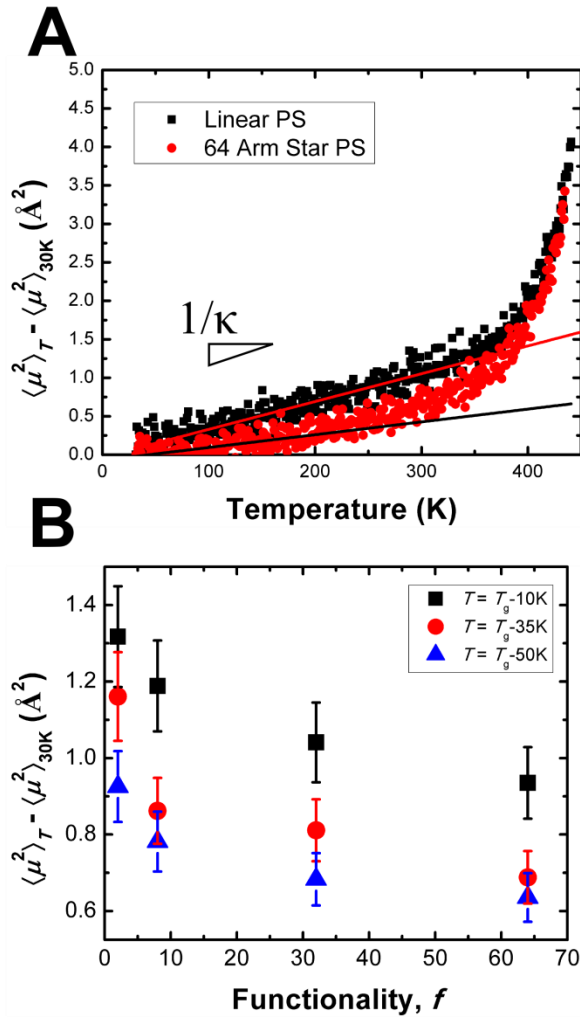 A
⟨μ²⟩T - ⟨μ²⟩30K (Å²)
5.0
4.5
4.0
3.5
3.0
2.5
2.0
1.5
1.0
0.5
0.0
Linear PS
64 Arm Star PS
1/κ
0 100 200 300 400
Temperature (K)
B
⟨μ²⟩T - ⟨μ²⟩30K (Å²)
1.4
1.2
1.0
0.8
0.6
T = Tg-10K
T = Tg-35K
T = Tg-50K
0 10 20 30 40 50 60 70
Functionality, f